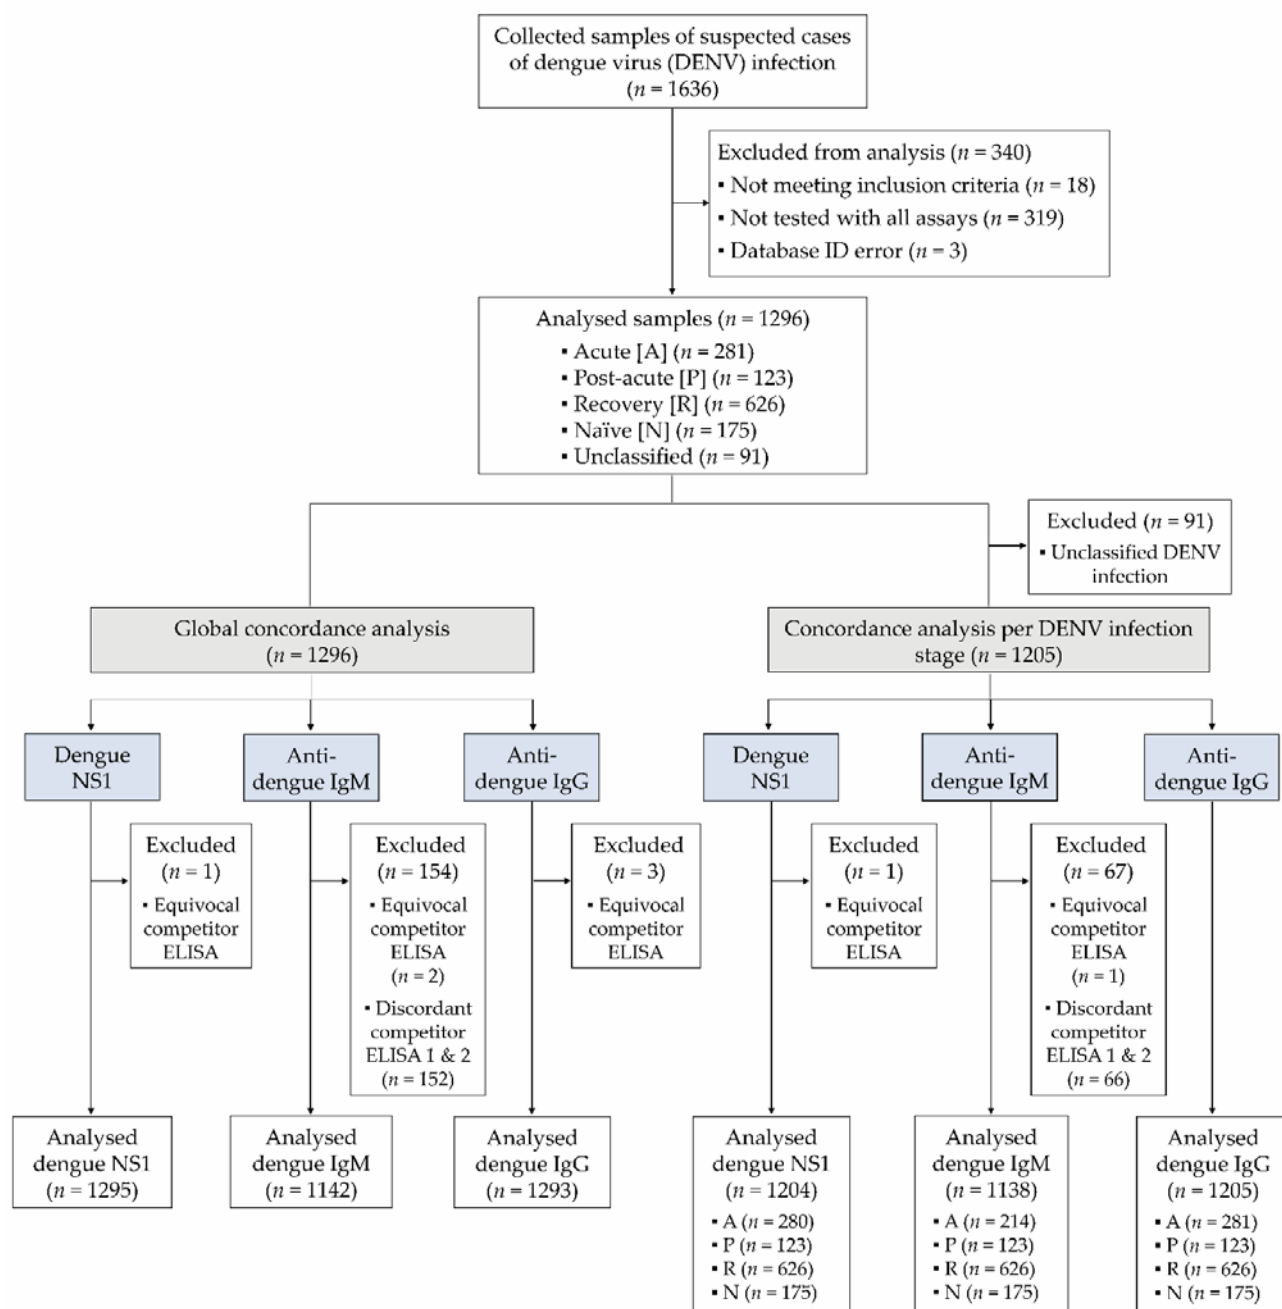 Collected samples of suspected cases
of dengue virus (DENV) infection
(n = 1636)
Excluded from analysis (n = 340)
▪ Not meeting inclusion criteria (n = 18)
▪ Not tested with all assays (n = 319)
▪ Database ID error (n = 3)
Analysed samples (n = 1296)
▪ Acute [A] (n = 281)
▪ Post-acute [P] (n = 123)
▪ Recovery [R] (n = 626)
▪ Naïve [N] (n = 175)
▪ Unclassified (n = 91)
Excluded (n = 91)
▪ Unclassified DENV
infection
Global concordance analysis
(n = 1296)
Concordance analysis per DENV infection
stage (n = 1205)
Dengue
NS1
Anti-
dengue IgM
Anti-
dengue IgG
Dengue
NS1
Anti-
dengue IgM
Anti-
dengue IgG
Excluded
(n = 1)
▪ Equivocal
competitor
ELISA
Excluded
(n = 154)
▪ Equivocal
competitor
ELISA
(n = 2)
▪ Discordant
competitor
ELISA 1 & 2
(n = 152)
Excluded
(n = 3)
▪ Equivocal
competitor
ELISA
Excluded
(n = 1)
▪ Equivocal
competitor
ELISA
Excluded
(n = 67)
▪ Equivocal
competitor
ELISA
(n = 1)
▪ Discordant
competitor
ELISA 1 & 2
(n = 66)
Analysed
dengue NS1
(n = 1295)
Analysed
dengue IgM
(n = 1142)
Analysed
dengue IgG
(n = 1293)
Analysed
dengue NS1
(n = 1204)
▪ A (n = 280)
▪ P (n = 123)
▪ R (n = 626)
▪ N (n = 175)
Analysed
dengue IgM
(n = 1138)
▪ A (n = 214)
▪ P (n = 123)
▪ R (n = 626)
▪ N (n = 175)
Analysed
dengue IgG
(n = 1205)
▪ A (n = 281)
▪ P (n = 123)
▪ R (n = 626)
▪ N (n = 175)